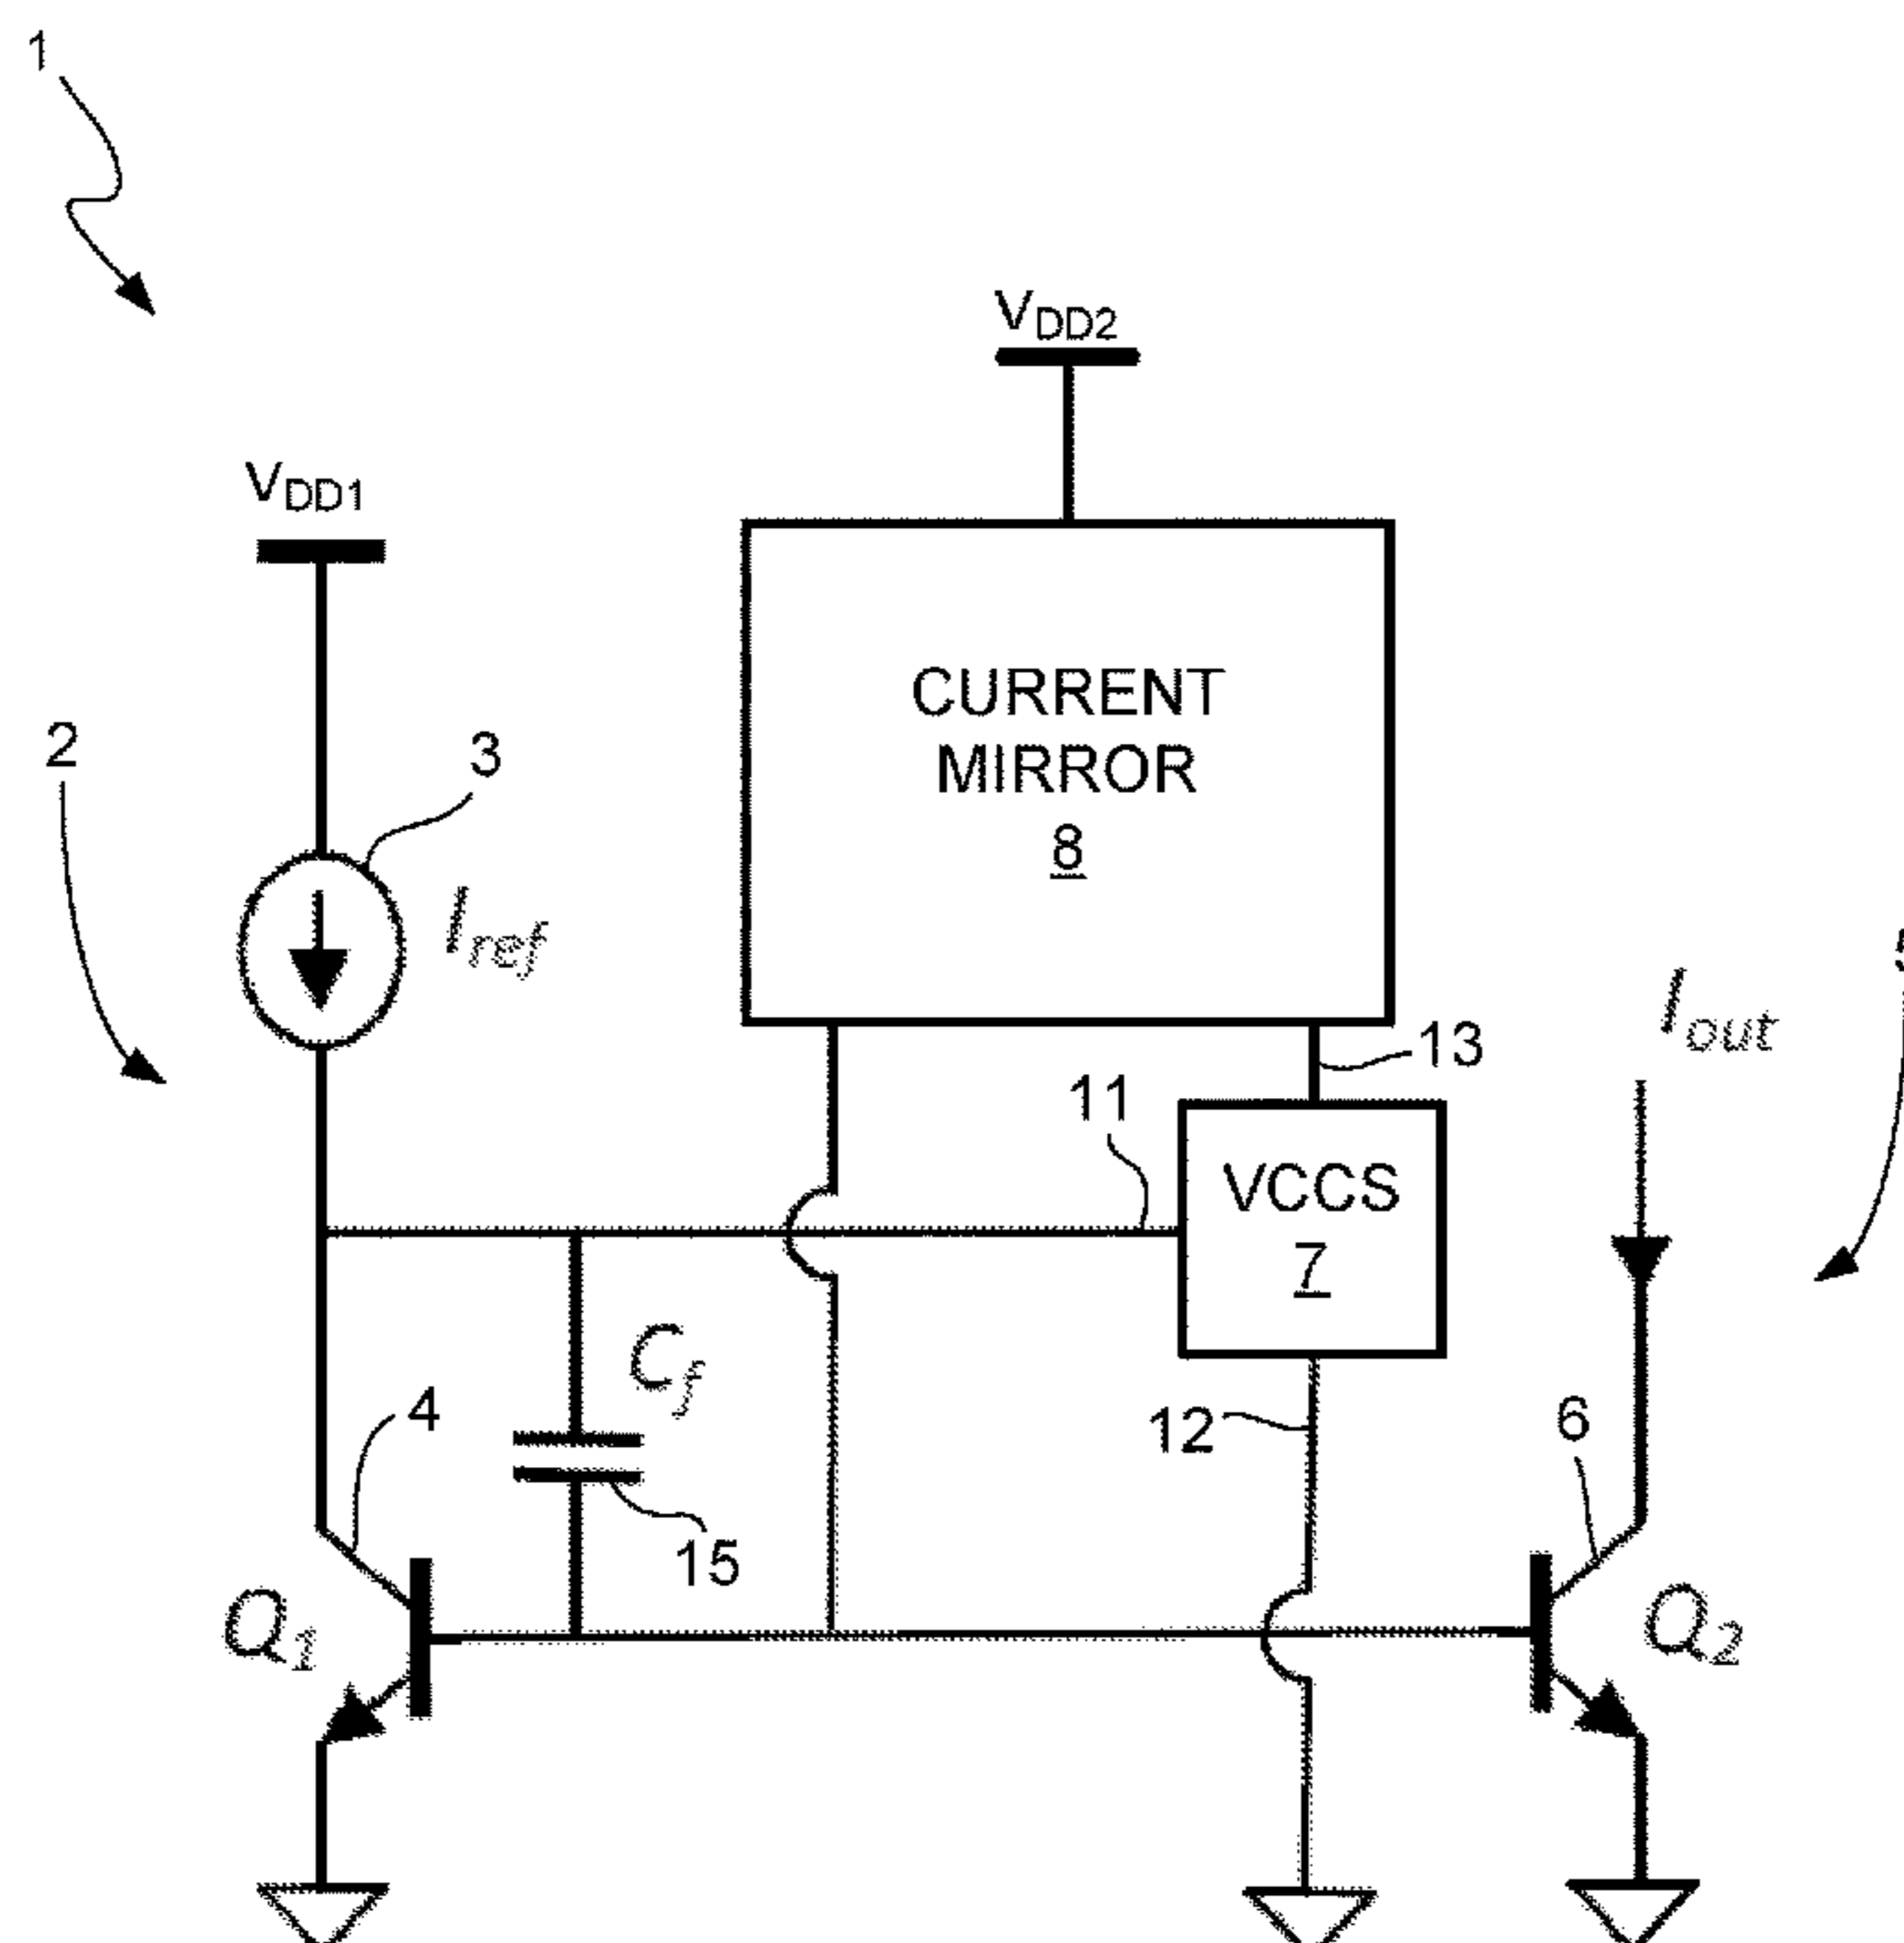 1
VDD2
VDD1
CURRENT
MIRROR
8
2
3
Iref
Iout
13
11
VCCS
7
Cf
4
12
6
15
Q1
Q2